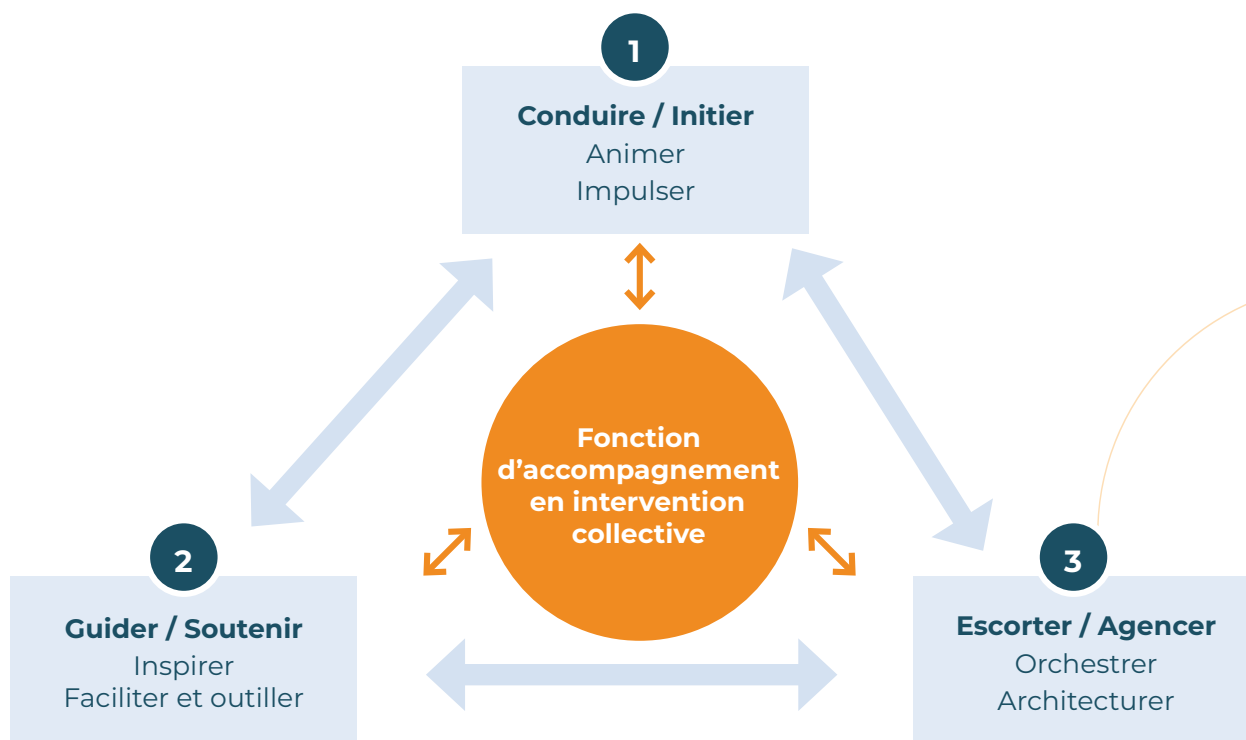 1
Conduire / Initier
Animer
Impulser
Fonction
d'accompagnement
en intervention
collective
2
Guider / Soutenir
Inspirer
Faciliter et outiller
3
Escorter / Agencer
Orchestrer
Architecturer